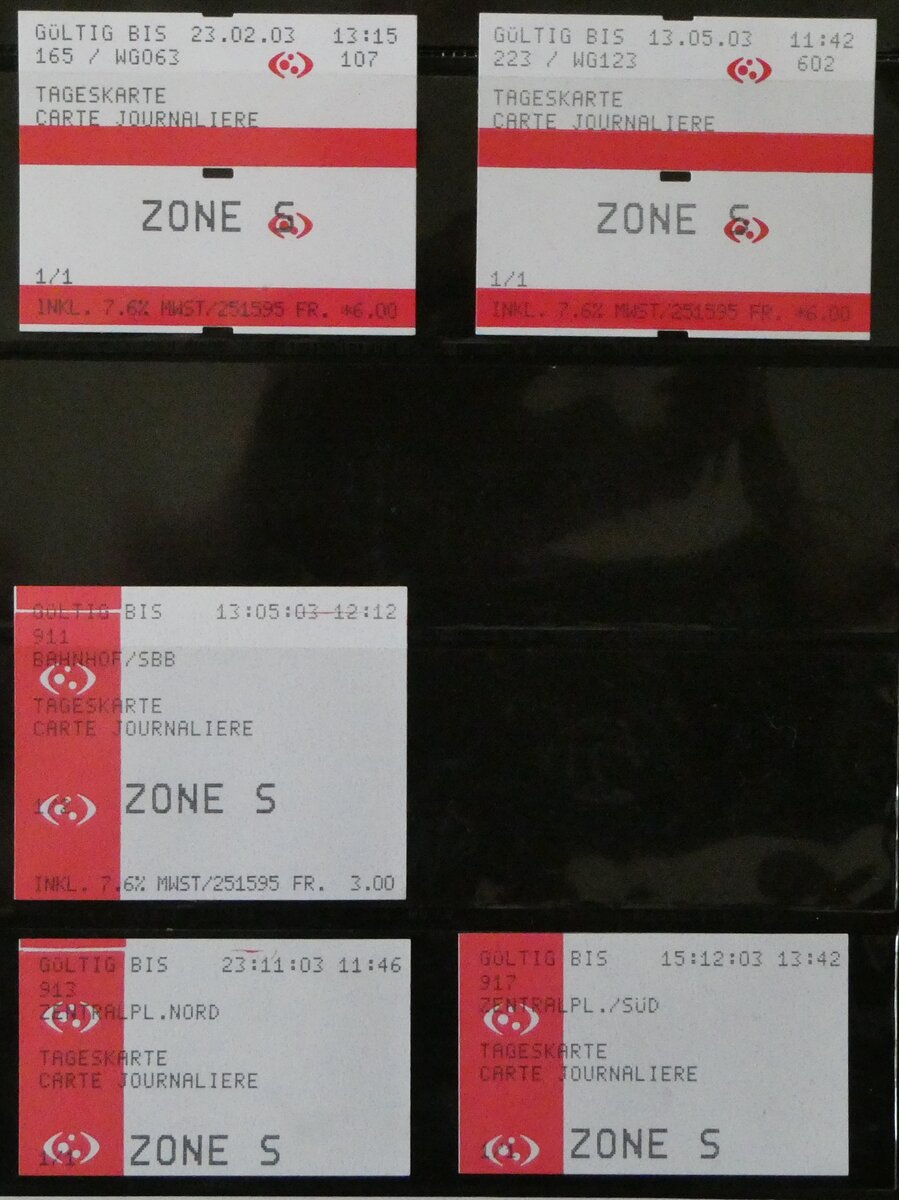 GÜLTIG BIS 23.02.03 13:15
165 / WG063 107
TAGESKARTE
CARTE JOURNALIERE
ZONE S
1/1
INKL. 7.6% MWST/251595 FR. *6.00
GÜLTIG BIS 13.05.03 11:42
223 / WG123 602
TAGESKARTE
CARTE JOURNALIERE
ZONE S
1/1
INKL. 7.6% MWST/251595 FR. *6.00
GÜLTIG BIS 13:05:03 12:12
911
BAHNHOF/SBB
TAGESKARTE
CARTE JOURNALIERE
ZONE S
INKL. 7.6% MWST/251595 FR. 3.00
GÜLTIG BIS 23:11:03 11:46
913
ZENTRALPL.NORD
TAGESKARTE
CARTE JOURNALIERE
1/1 ZONE S
GÜLTIG BIS 15:12:03 13:42
917
ZENTRALPL./SÜD
TAGESKARTE
CARTE JOURNALIERE
1/1 ZONE S